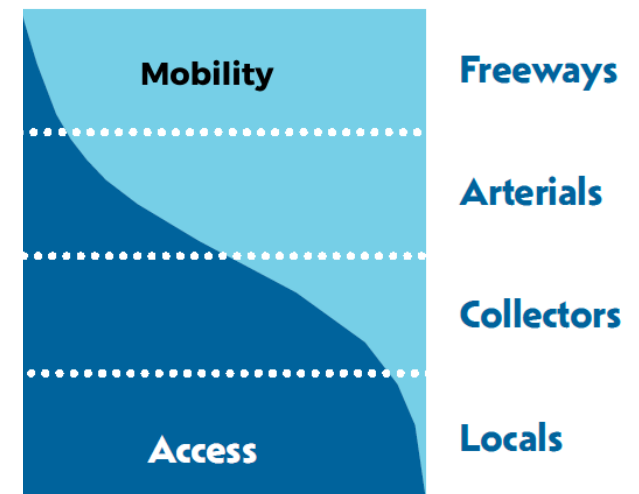 Mobility
Freeways
Arterials
Collectors
Access
Locals